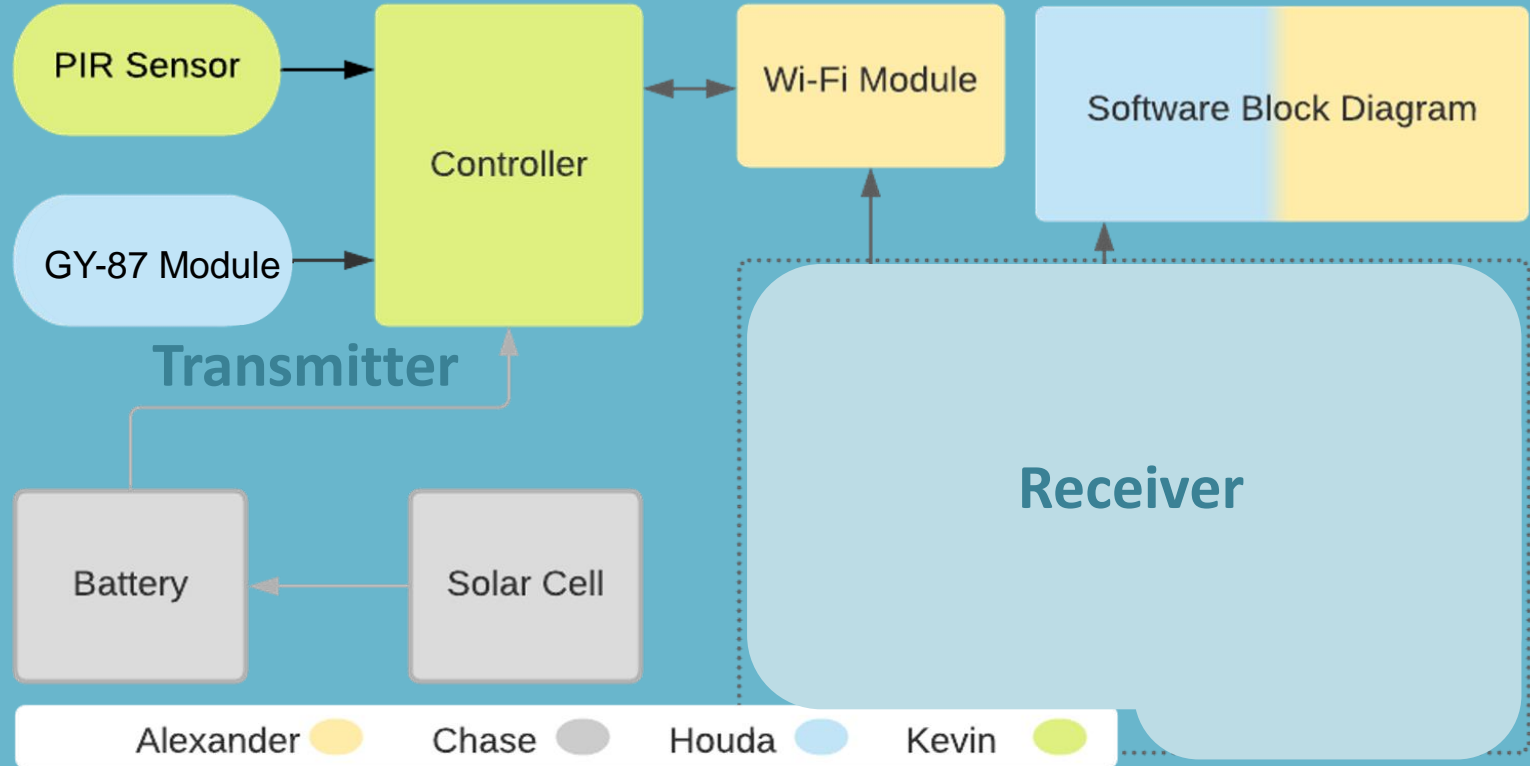 PIR Sensor
Controller
Wi-Fi Module
Software Block Diagram
GY-87 Module
Transmitter
Receiver
Battery
Solar Cell
Alexander
Chase
Houda
Kevin